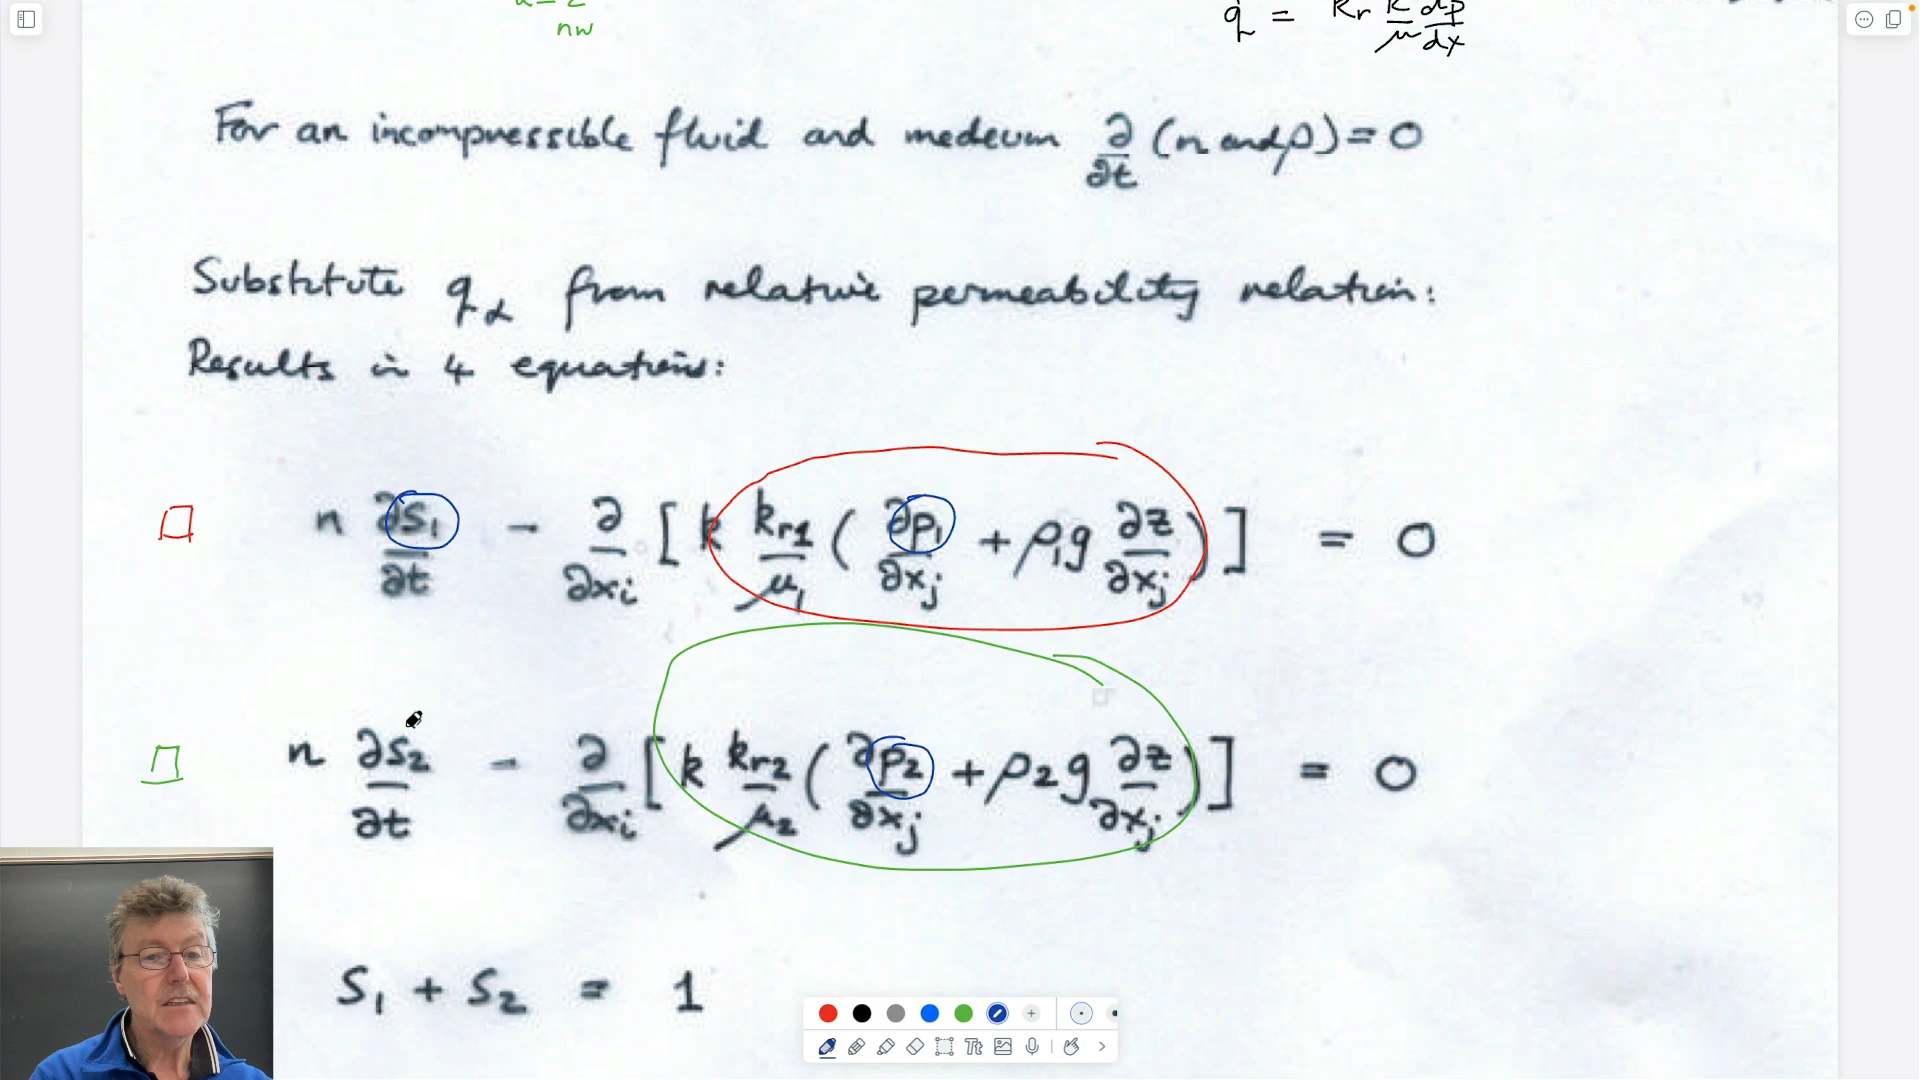 nw
q = kr k/μ dp/dx
For an incompressible fluid and medium ∂/∂t (n and ρ) = 0
Substitute q_α from relative permeability relation:
Results in 4 equations:
n ∂S₁/∂t - ∂/∂xᵢ [k kr₁/μ₁ (∂p₁/∂xⱼ + ρ₁g ∂z/∂xⱼ)] = 0
n ∂S₂/∂t - ∂/∂xᵢ [k kr₂/μ₂ (∂p₂/∂xⱼ + ρ₂g ∂z/∂xⱼ)] = 0
S₁ + S₂ = 1
Tt